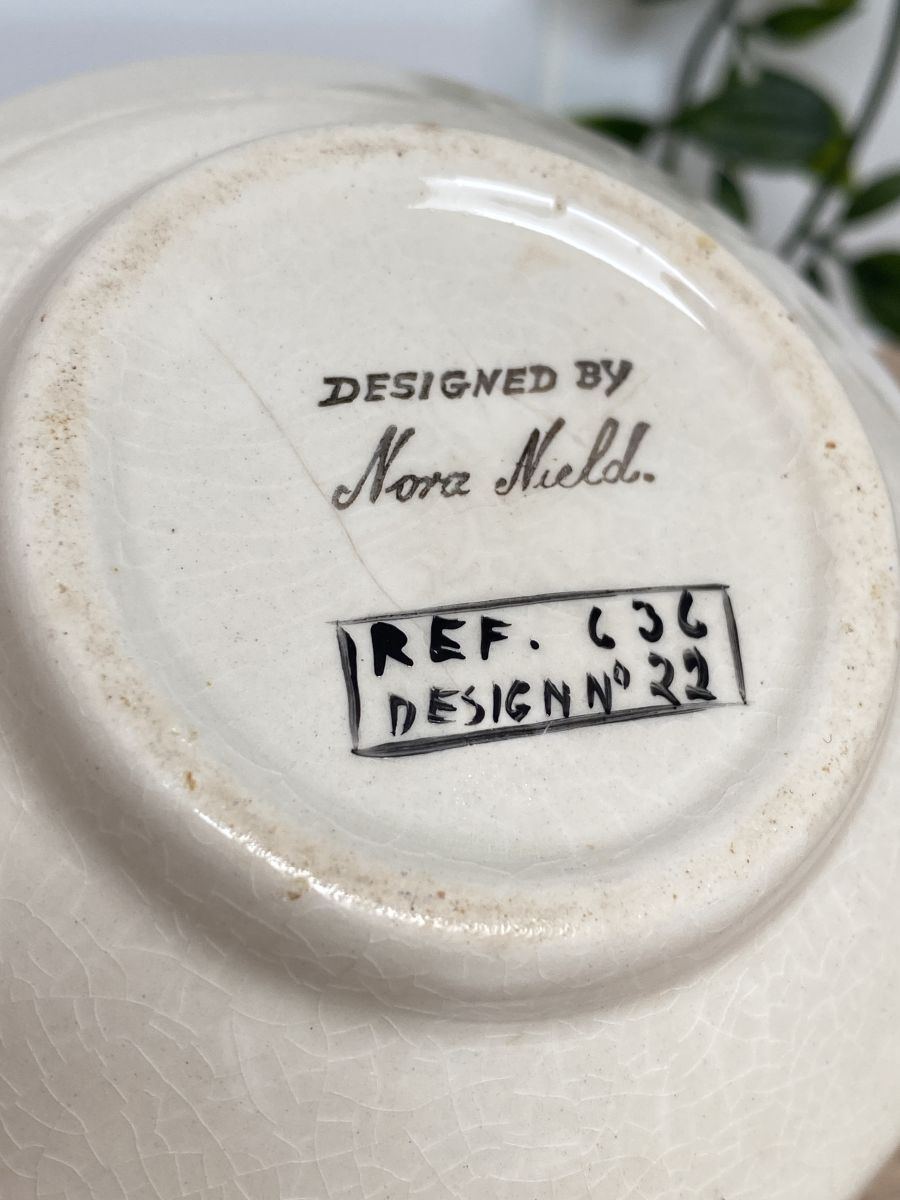 DESIGNED BY
Nora Nield.
REF. 636
DESIGN Nº 22